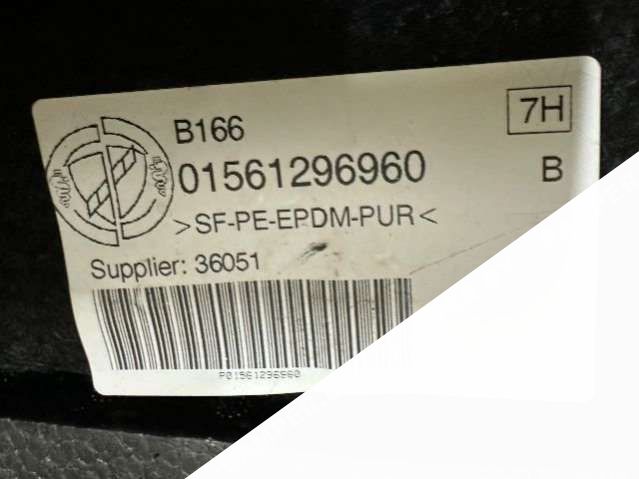 B166
7H
01561296960
B
>SF-PE-EPDM-PUR<
Supplier: 36051
P01561296960